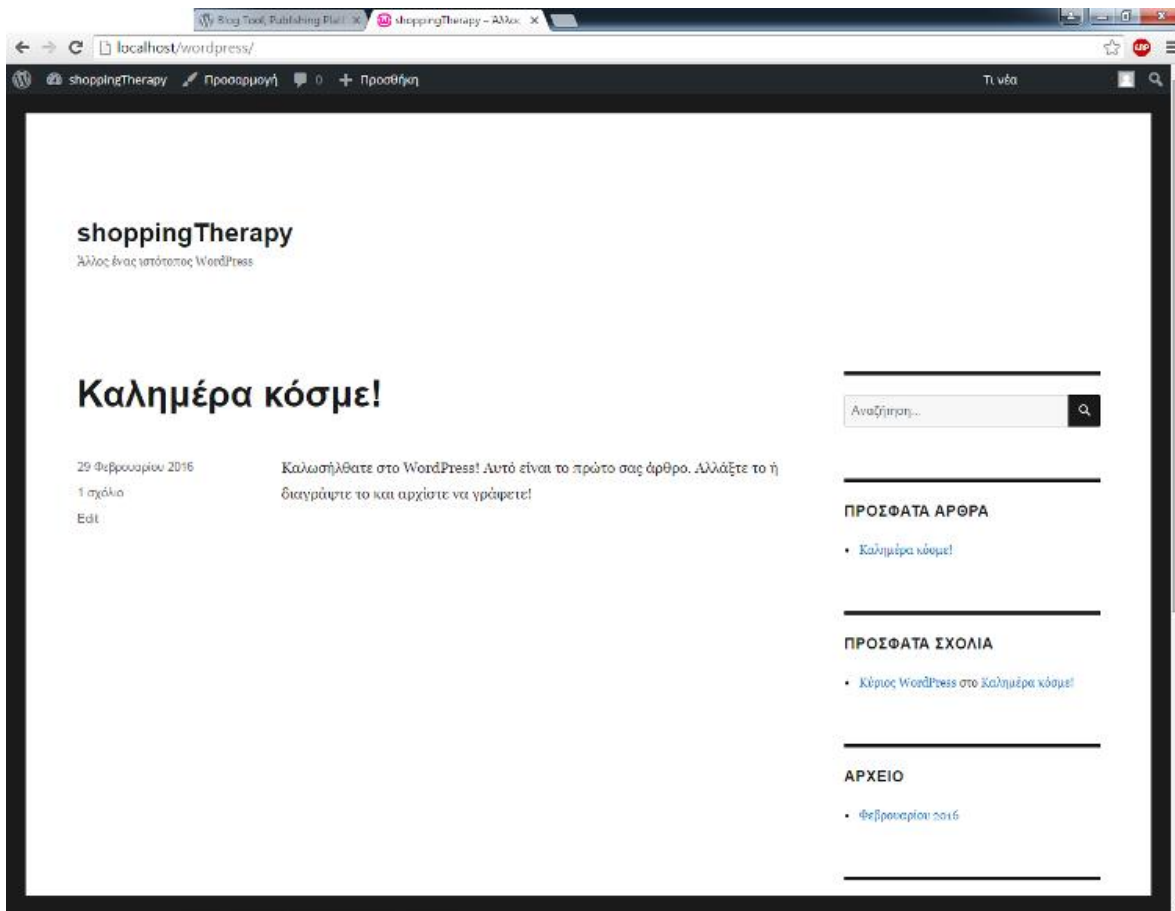 Blog Tool, Publishing Platf
shoppingTherapy – Άλλος
localhost/wordpress/
shoppingTherapy Προσαρμογή 0 Προσθήκη
Τι νέα
shoppingTherapy
Άλλος ένας ιστότοπος WordPress
Καλημέρα κόσμε!
29 Φεβρουαρίου 2016
1 σχόλιο
Edit
Καλωσήλθατε στο WordPress! Αυτό είναι το πρώτο σας άρθρο. Αλλάξτε το ή
διαγράψτε το και αρχίστε να γράφετε!
Αναζήτηση...
ΠΡΟΣΦΑΤΑ ΑΡΘΡΑ
• Καλημέρα κόσμε!
ΠΡΟΣΦΑΤΑ ΣΧΟΛΙΑ
• Κύριος WordPress στο Καλημέρα κόσμε!
ΑΡΧΕΙΟ
• Φεβρουαρίου 2016